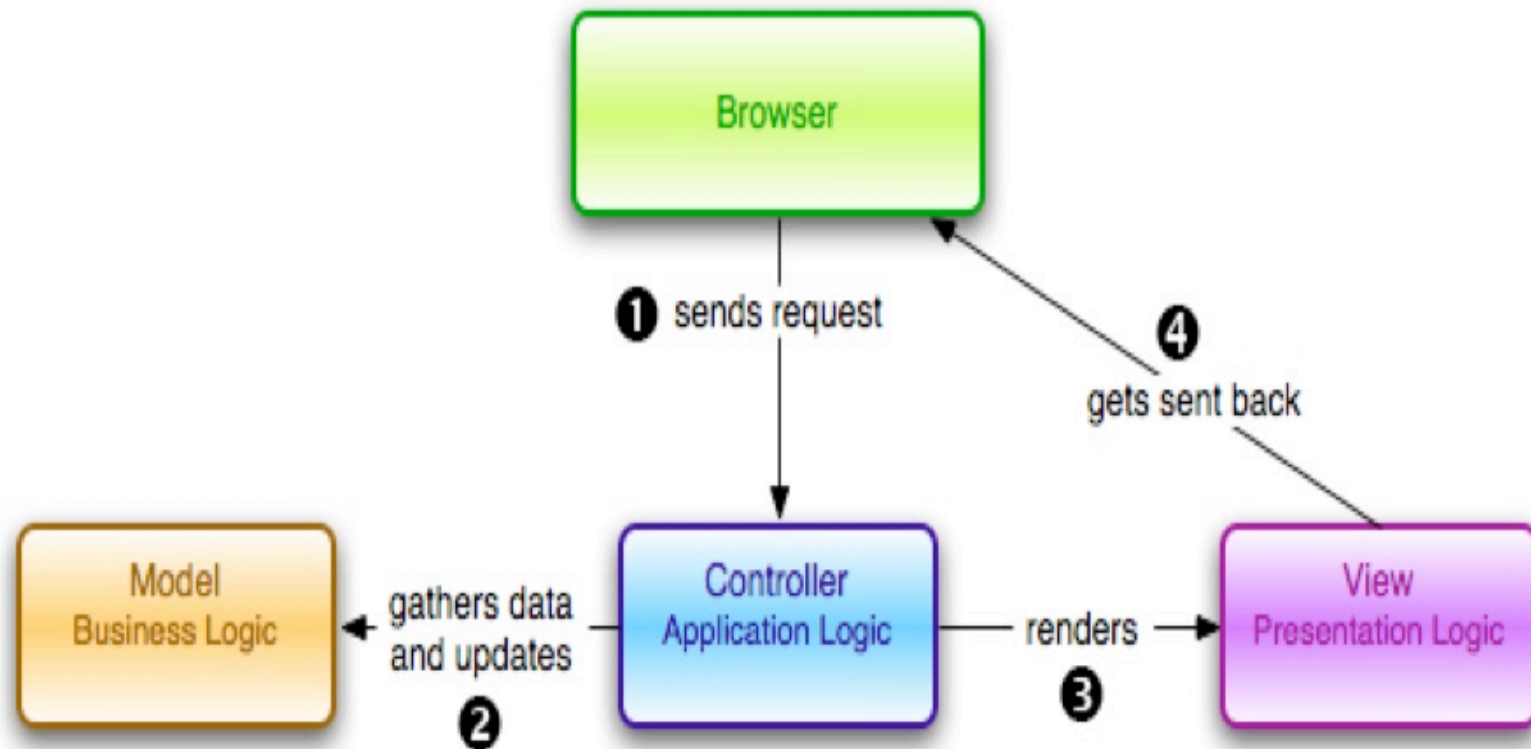 Browser
1 sends request
4
gets sent back
Model
Business Logic
gathers data
and updates
2
Controller
Application Logic
renders
3
View
Presentation Logic